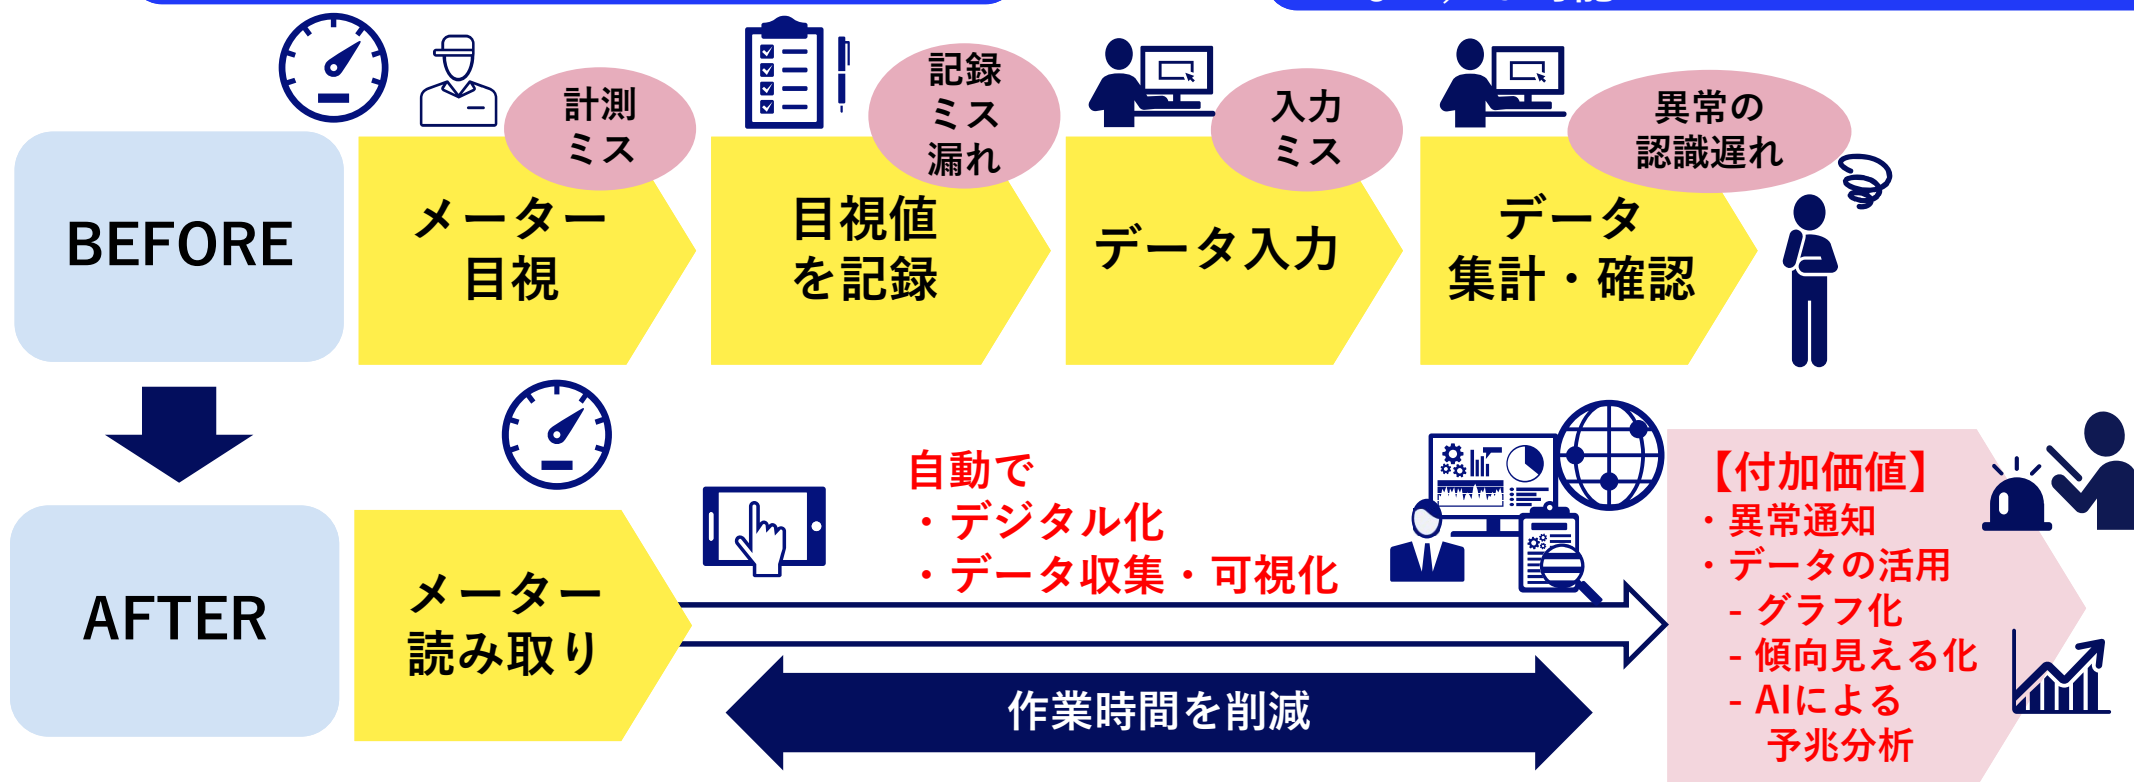 計測
ミス
記録
ミス
漏れ
入力
ミス
異常の
認識遅れ
BEFORE
メーター
目視
目視値
を記録
データ入力
データ
集計・確認
自動で
・デジタル化
・データ収集・可視化
【付加価値】
・異常通知
・データの活用
- グラフ化
- 傾向見える化
- AIによる
予兆分析
AFTER
メーター
読み取り
作業時間を削減